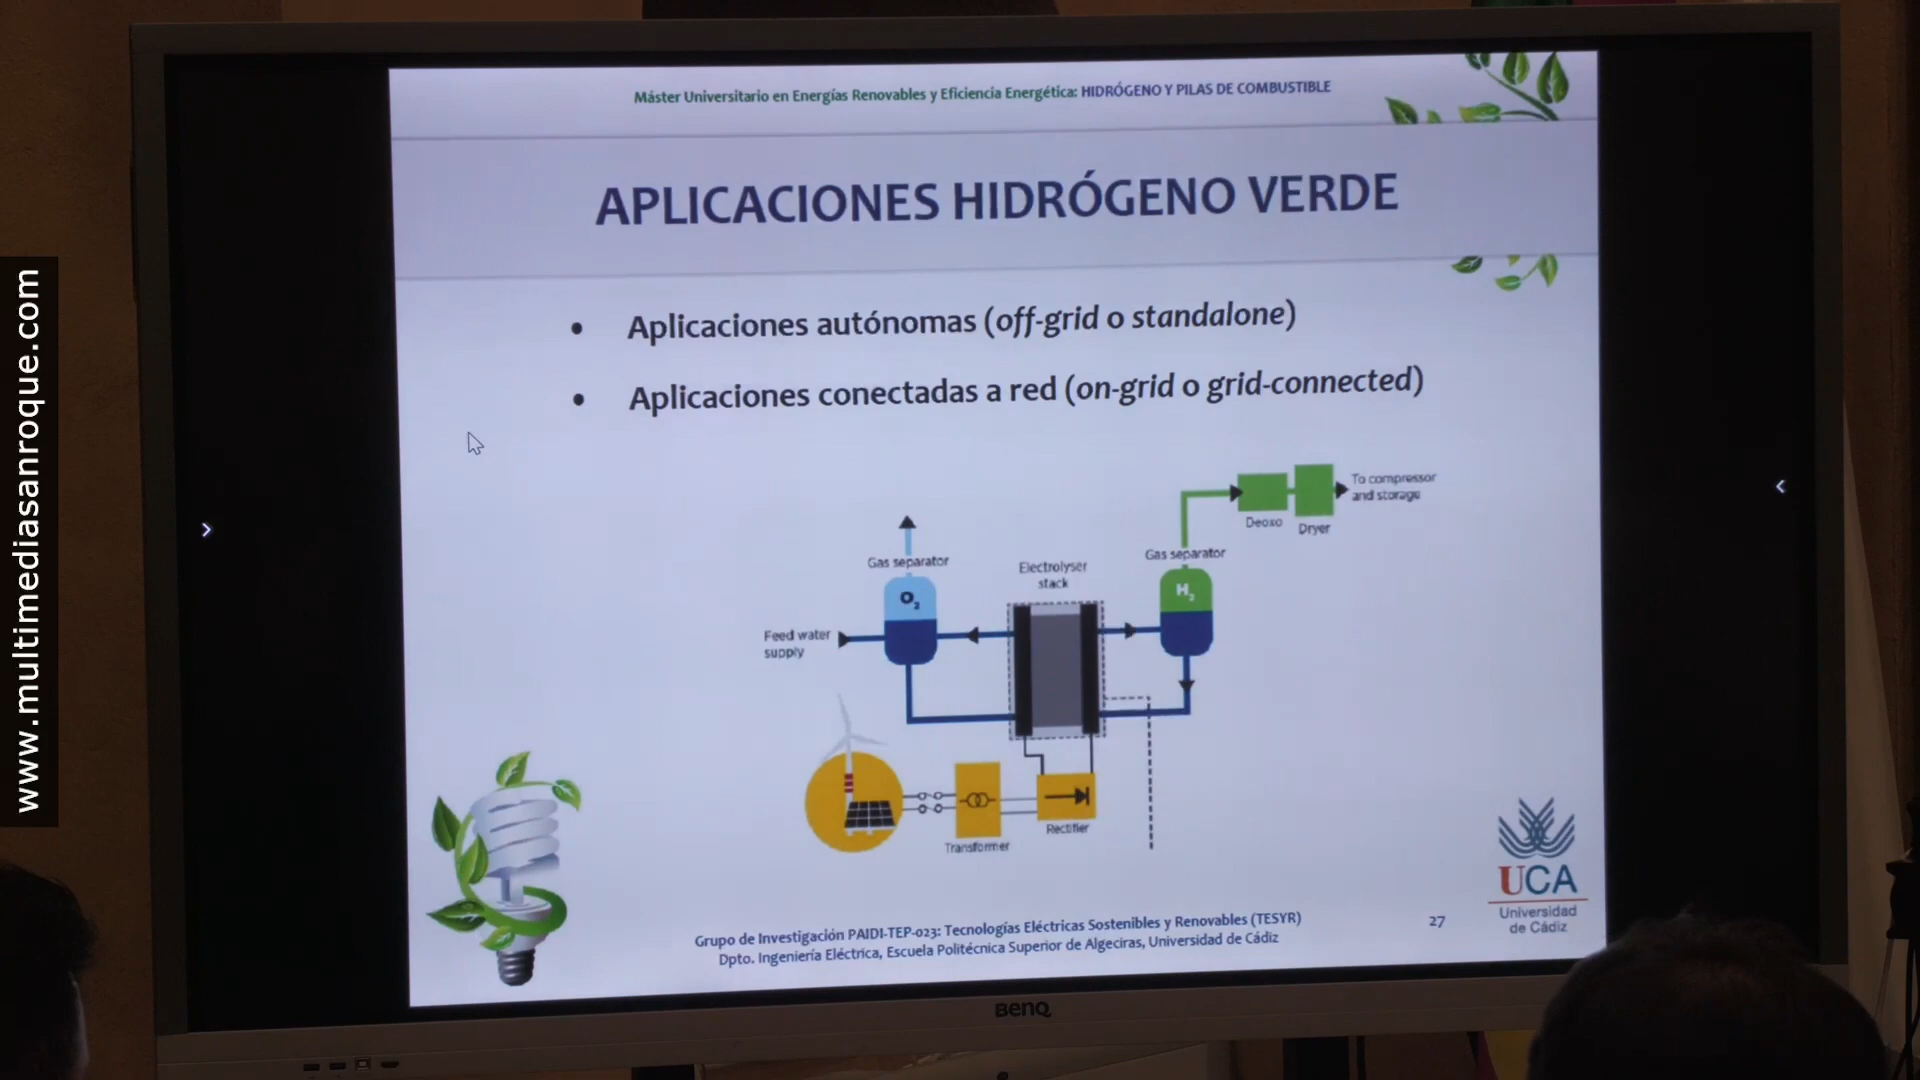 www.multimediasanroque.com
Máster Universitario en Energías Renovables y Eficiencia Energética: HIDRÓGENO Y PILAS DE COMBUSTIBLE
APLICACIONES HIDRÓGENO VERDE
• Aplicaciones autónomas (off-grid o standalone)
• Aplicaciones conectadas a red (on-grid o grid-connected)
To compressor
and storage
Deoxo
Dryer
Gas separator
O2
Electrolyser
stack
Gas separator
H2
Feed water
supply
Transformer
Rectifier
UCA
Universidad
de Cádiz
Grupo de Investigación PAIDI-TEP-023: Tecnologías Eléctricas Sostenibles y Renovables (TESYR)
Dpto. Ingeniería Eléctrica, Escuela Politécnica Superior de Algeciras, Universidad de Cádiz
27
BenQ